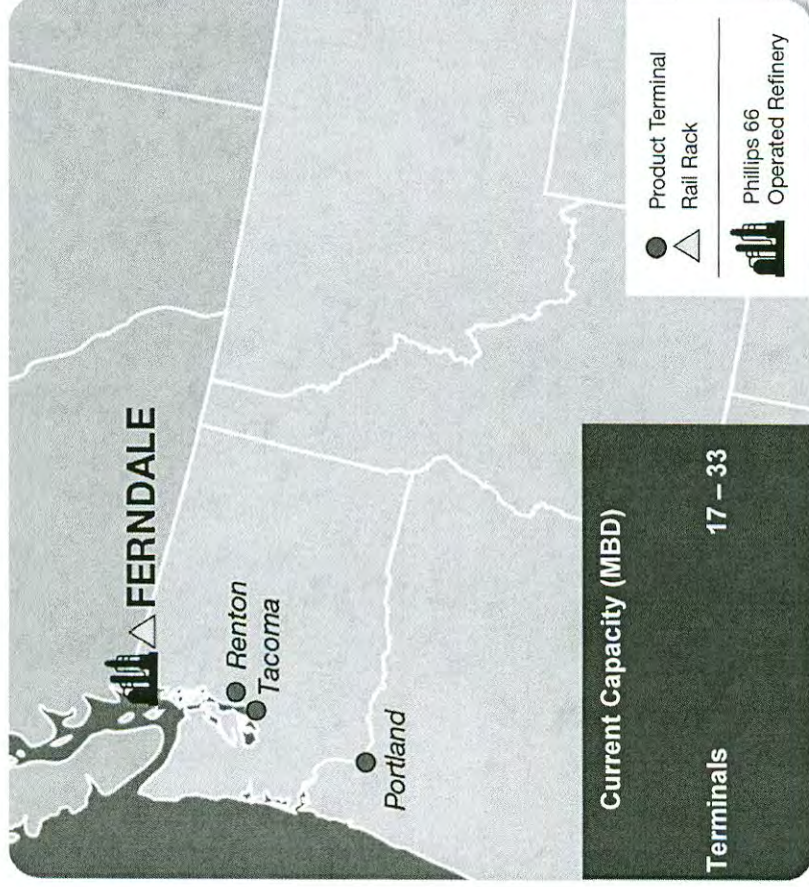 FERNDALE
Renton
Tacoma
Portland
Current Capacity (MBD)
Terminals 17 – 33
Product Terminal
Rail Rack
Phillips 66
Operated Refinery